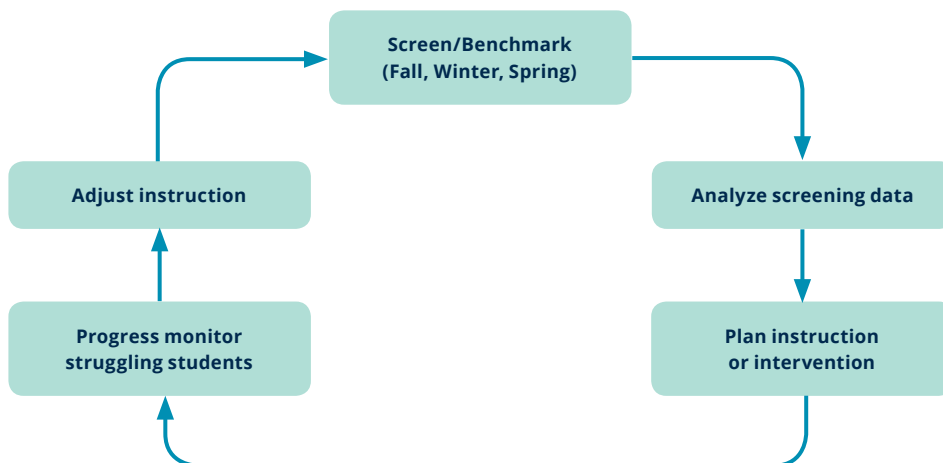 Screen/Benchmark
(Fall, Winter, Spring)
Adjust instruction
Analyze screening data
Progress monitor
struggling students
Plan instruction
or intervention